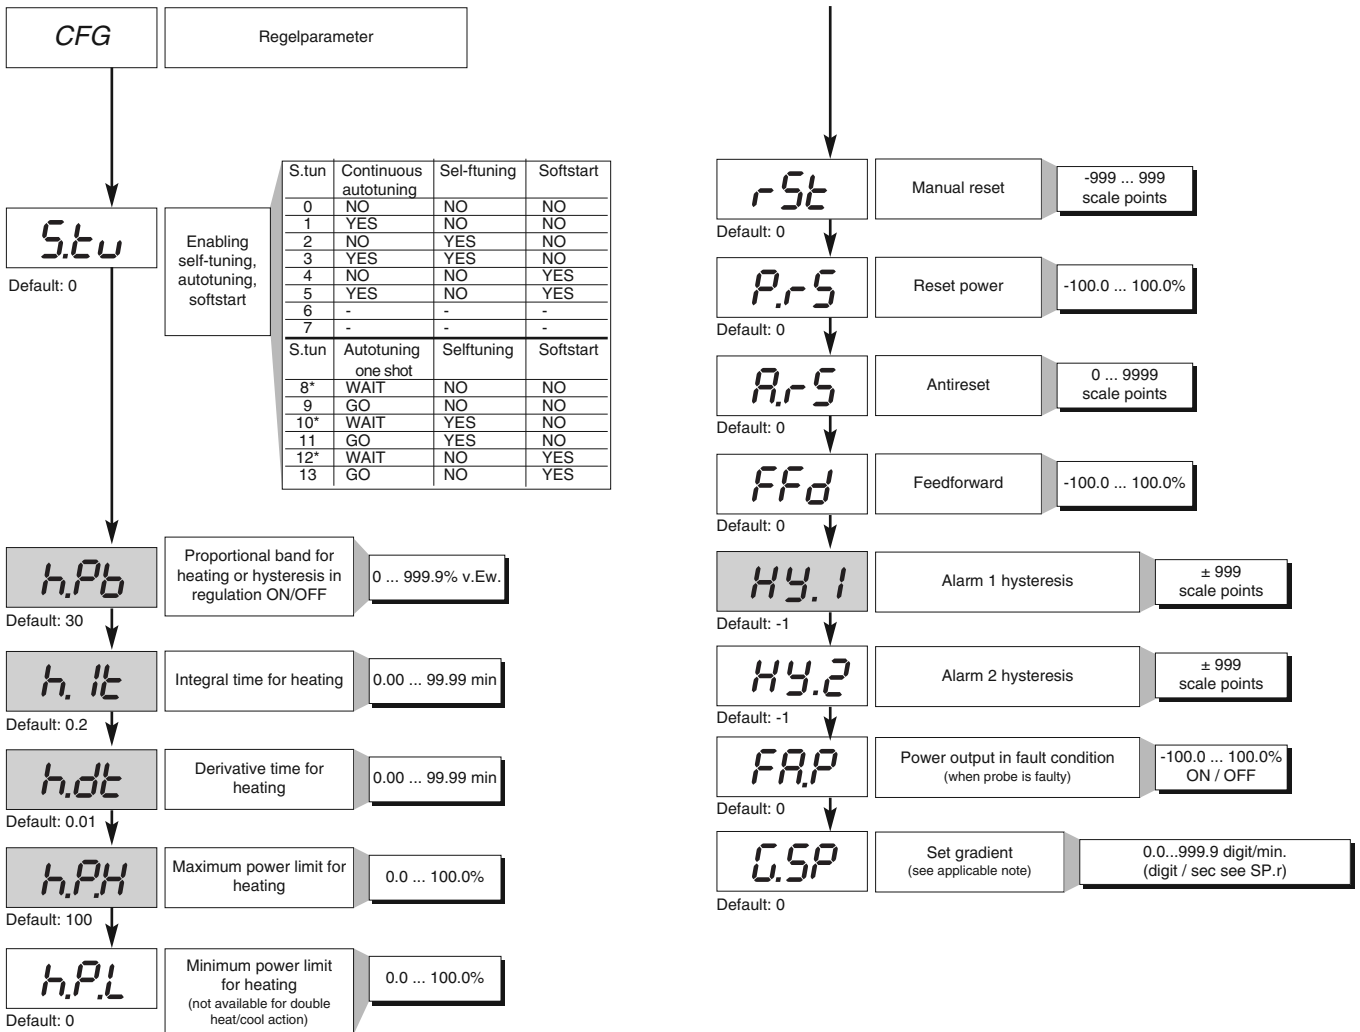 CFG
Regelparameter
S.tu
Default: 0
Enabling
self-tuning,
autotuning,
softstart
S.tun Continuous autotuning Sel-ftuning Softstart
0 NO NO NO
1 YES NO NO
2 NO YES NO
3 YES YES NO
4 NO NO YES
5 YES NO YES
6 - - -
7 - - -
S.tun Autotuning one shot Selftuning Softstart
8* WAIT NO NO
9 GO NO NO
10* WAIT YES NO
11 GO YES NO
12* WAIT NO YES
13 GO NO YES
h.Pb
Default: 30
Proportional band for
heating or hysteresis in
regulation ON/OFF
0 ... 999.9% v.Ew.
h.It
Default: 0.2
Integral time for heating
0.00 ... 99.99 min
h.dt
Default: 0.01
Derivative time for
heating
0.00 ... 99.99 min
h.P.H
Default: 100
Maximum power limit for
heating
0.0 ... 100.0%
h.P.L
Default: 0
Minimum power limit
for heating
(not available for double
heat/cool action)
0.0 ... 100.0%
rSt
Default: 0
Manual reset
-999 ... 999
scale points
P.rS
Default: 0
Reset power
-100.0 ... 100.0%
A.rS
Default: 0
Antireset
0 ... 9999
scale points
FFd
Default: 0
Feedforward
-100.0 ... 100.0%
HY.1
Default: -1
Alarm 1 hysteresis
± 999
scale points
HY.2
Default: -1
Alarm 2 hysteresis
± 999
scale points
FA.P
Default: 0
Power output in fault condition
(when probe is faulty)
-100.0 ... 100.0%
ON / OFF
G.SP
Default: 0
Set gradient
(see applicable note)
0.0...999.9 digit/min.
(digit / sec see SP.r)